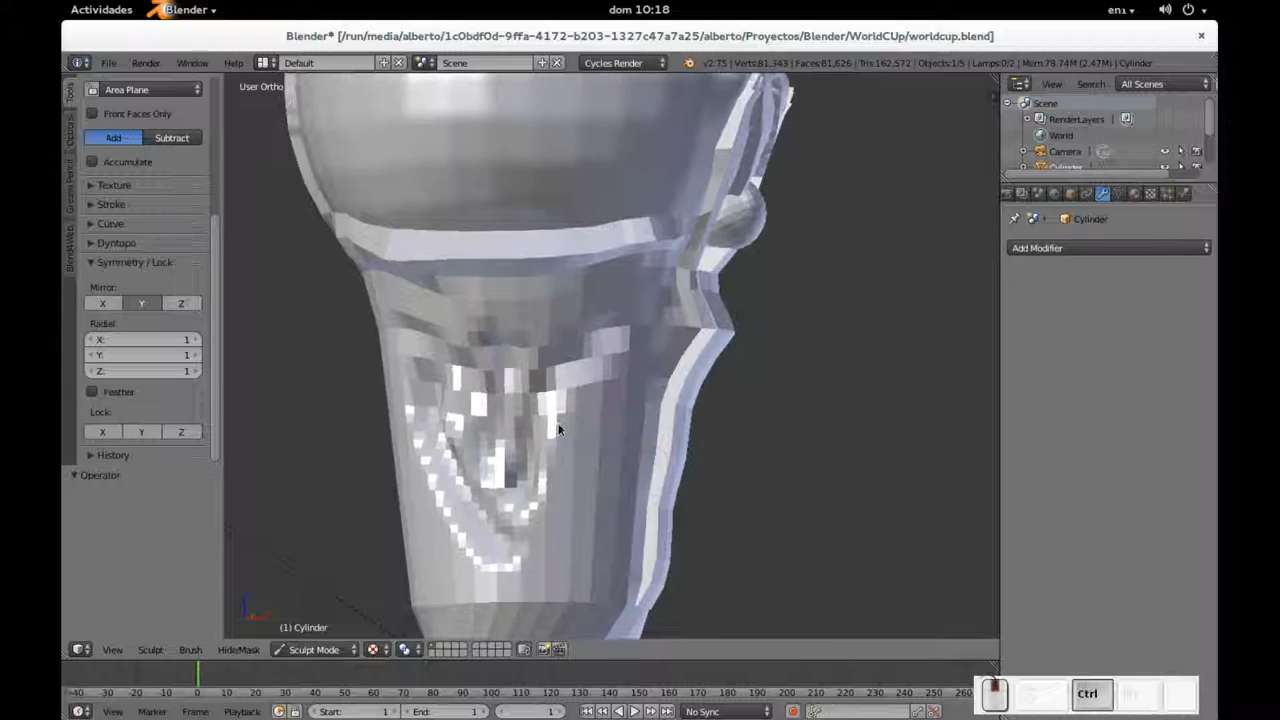 Actividades Blender dom 10:18 en1
Blender* [/run/media/alberto/1c0bdf0d-9ffa-4172-b203-1327c47a7a25/alberto/Proyectos/Blender/WorldCUp/worldcup.blend] ×
File Render Window Help Default Scene Cycles Render v2.75 | Verts:81,343 | Faces:81,626 | Tris:162,572 | Objects:1/5 | Lamps:0/2 | Mem:78.74M (2.47M) | Cylinder
Tools
Options
Grease Pencil
Blend4Web
Area Plane
Front Faces Only
Add Subtract
Accumulate
Texture
Stroke
Curve
Dyntopo
Symmetry / Lock
Mirror:
X Y Z
Radial:
X: 1
Y: 1
Z: 1
Feather
Lock:
X Y Z
History
Operator
User Ortho
(1) Cylinder
View Search All Scenes
Scene
RenderLayers
World
Camera
Cylinder
Cylinder
Add Modifier
View Sculpt Brush Hide/Mask Sculpt Mode
-40 -30 -20 -10 0 10 20 30 40 50 60 70 80 90 100 110 120 130 140 150 160 170 180 190 200 210 220 230 240 250 260
View Marker Frame Playback Start: 1 End: 1 1 No Sync
Ctrl